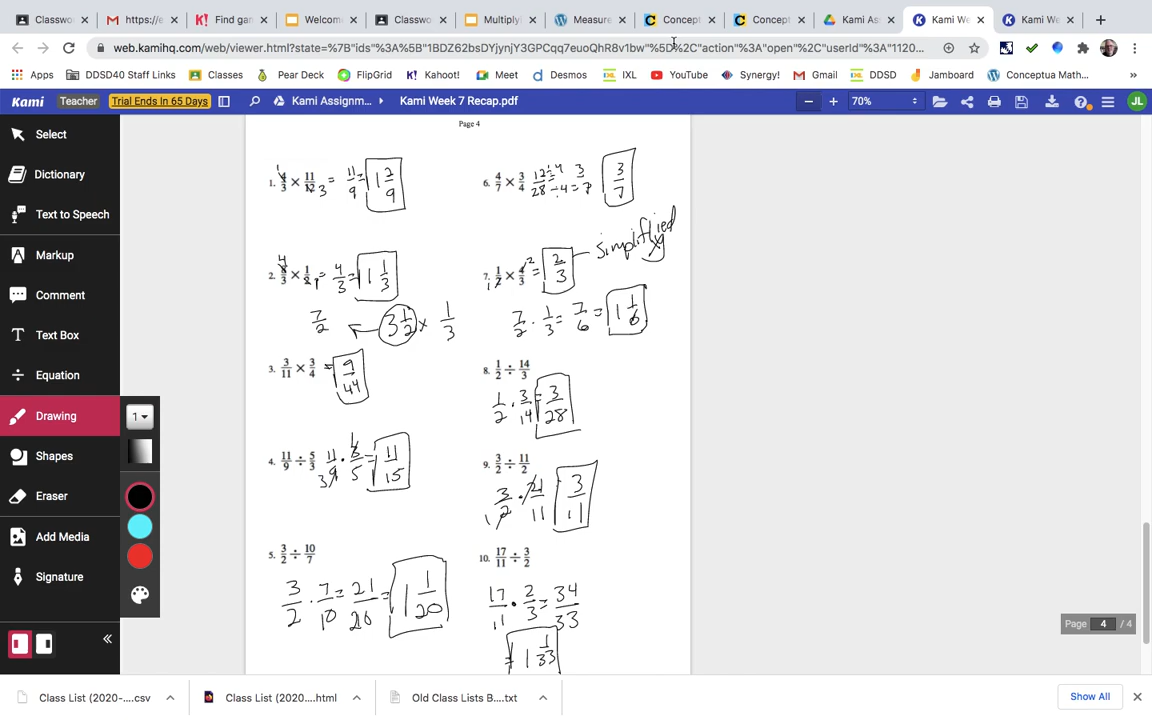 Classwo
https://e
Find gan
Welcom
Classwo
Multiply
Measure
Concept
Concept
Kami As
Kami We
Kami We
web.kamihq.com/web/viewer.html?state=%7B"ids"%3A%5B"1BDZ62bsDYjynjY3GPCqq7euoQhR8v1bw"%5D%2C"action"%3A"open"%2C"userId"%3A"1120...
Apps DDSD40 Staff Links Classes Pear Deck FlipGrid Kahoot! Meet Desmos IXL YouTube Synergy! Gmail DDSD Jamboard Conceptua Math... »
Kami Teacher Trial Ends In 65 Days Kami Assignm... Kami Week 7 Recap.pdf 70% JL
Select
Dictionary
Text to Speech
Markup
Comment
Text Box
Equation
Drawing
Shapes
Eraser
Add Media
Signature
1
Page 4
1. 4/3 × 11/12 = 11/9 = 1 2/9
2. 8/3 × 1/2 = 4/3 = 1 1/3
7/2 3 1/2 × 1/3
3. 3/11 × 3/4 = 9/44
4. 11/9 ÷ 5/3 11/9 · 3/5 = 11/15
5. 3/2 ÷ 10/7
3/2 · 7/10 = 21/20 = 1 1/20
6. 4/7 × 3/4 12/28 ÷4 ÷4 = 3/7 3/7
7. 1/2 × 4/3 = 2/3 simplified
7/2 · 1/3 = 7/6 = 1 1/6
8. 1/2 ÷ 14/3
1/2 · 3/14 = 3/28
9. 3/2 ÷ 11/2
3/2 · 2/11 3/11
10. 17/11 ÷ 3/2
17/11 · 2/3 = 34/33
= 1 1/33
Page 4 / 4
Class List (2020-....csv
Class List (2020....html
Old Class Lists B....txt
Show All